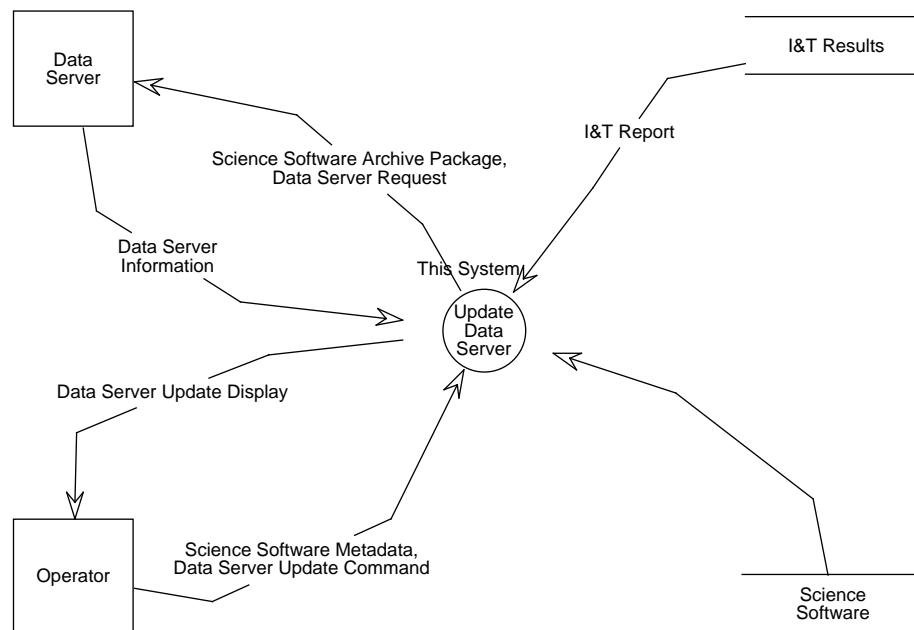 Data
Server
I&T Results
I&T Report
Science Software Archive Package,
Data Server Request
Data Server
Information
This System
Update
Data
Server
Data Server Update Display
Science Software Metadata,
Data Server Update Command
Operator
Science
Software